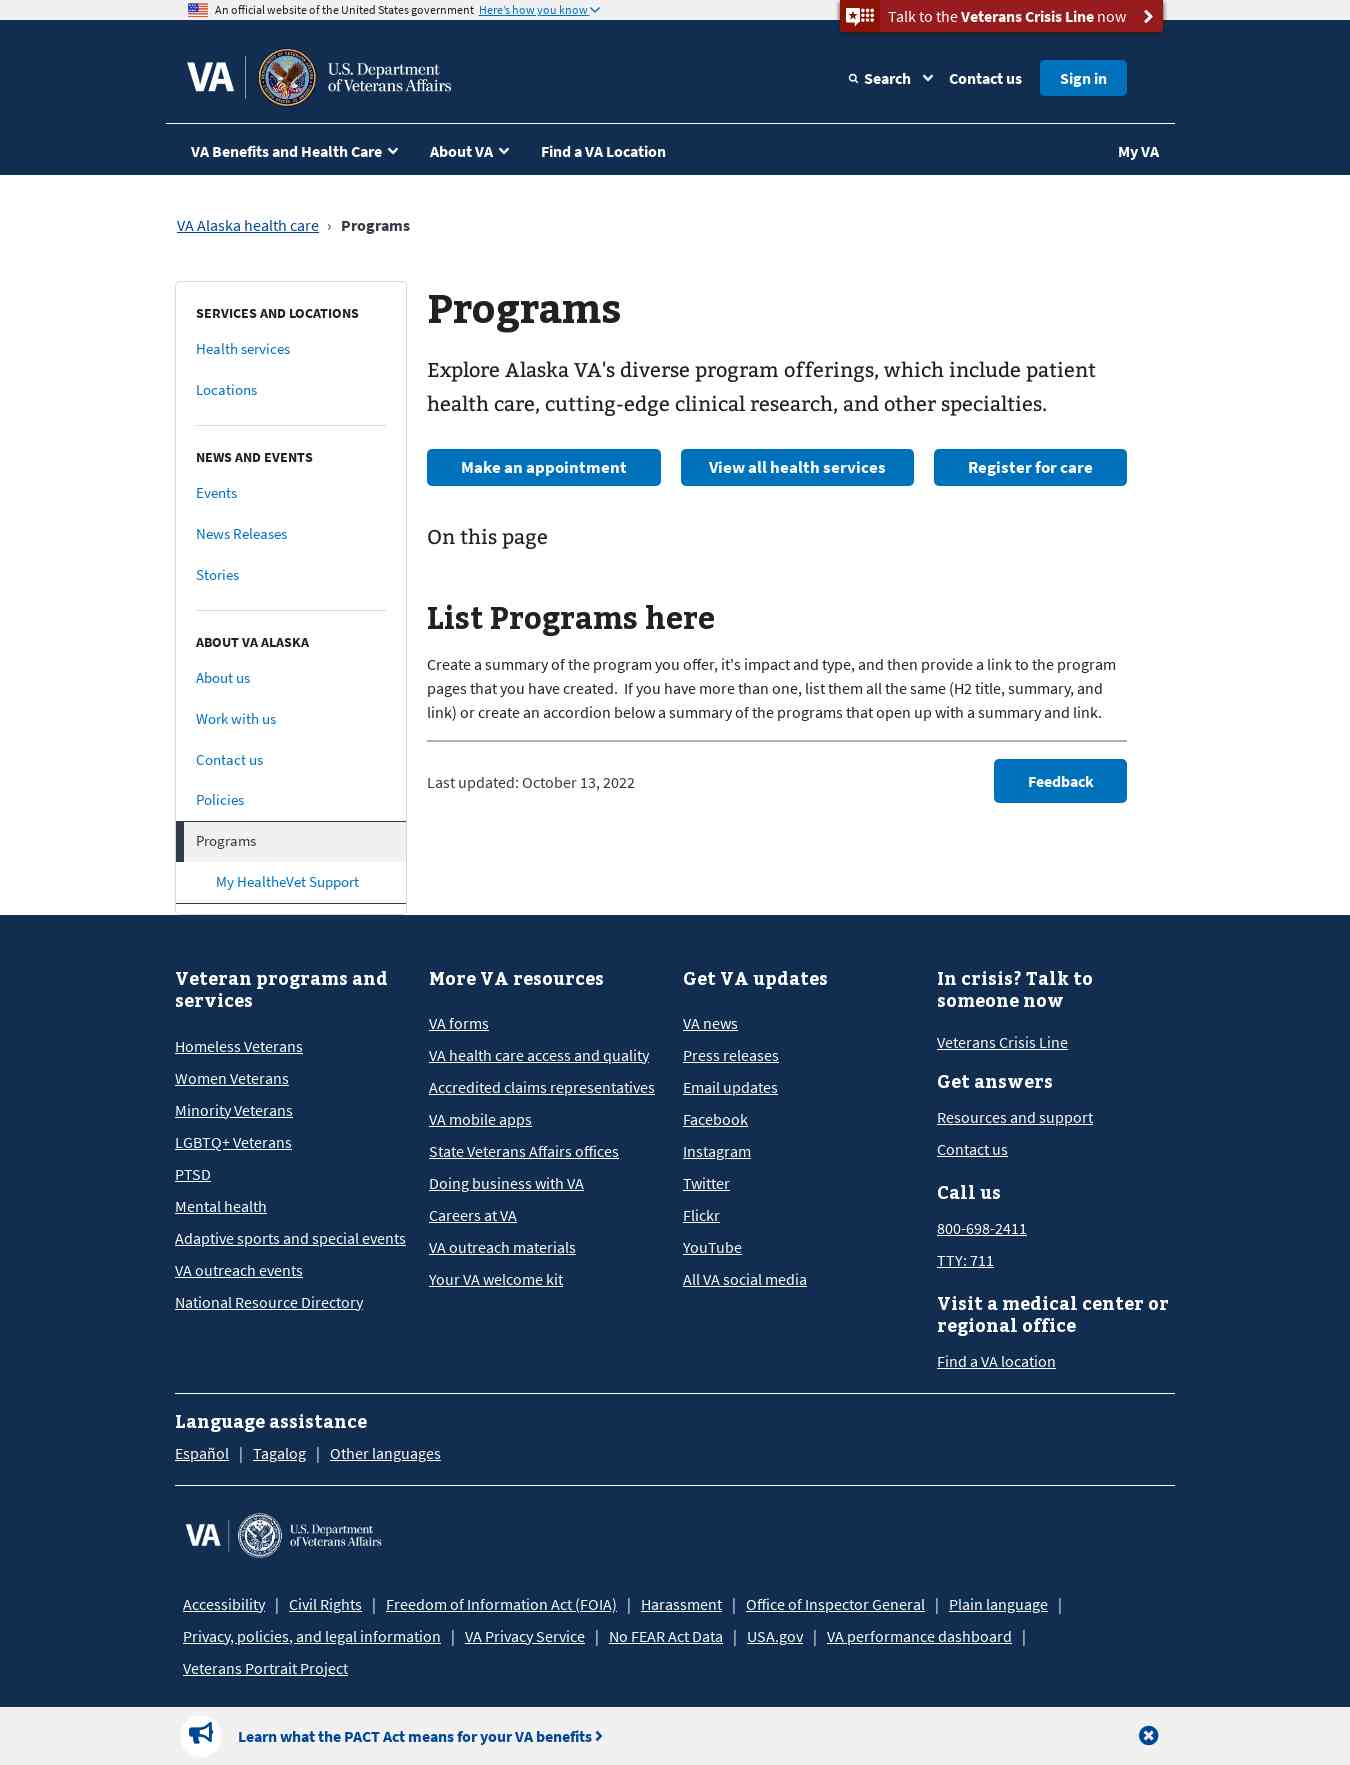 An official website of the United States government Here's how you know
Talk to the Veterans Crisis Line now
VA
U.S. Department
of Veterans Affairs
Search
Contact us
Sign in
VA Benefits and Health Care
About VA
Find a VA Location
My VA
VA Alaska health care › Programs
SERVICES AND LOCATIONS
Health services
Locations
NEWS AND EVENTS
Events
News Releases
Stories
ABOUT VA ALASKA
About us
Work with us
Contact us
Policies
Programs
My HealtheVet Support
Programs
Explore Alaska VA's diverse program offerings, which include patient
health care, cutting-edge clinical research, and other specialties.
Make an appointment
View all health services
Register for care
On this page
List Programs here
Create a summary of the program you offer, it's impact and type, and then provide a link to the program
pages that you have created.  If you have more than one, list them all the same (H2 title, summary, and
link) or create an accordion below a summary of the programs that open up with a summary and link.
Last updated: October 13, 2022
Feedback
Veteran programs and
services
Homeless Veterans
Women Veterans
Minority Veterans
LGBTQ+ Veterans
PTSD
Mental health
Adaptive sports and special events
VA outreach events
National Resource Directory
More VA resources
VA forms
VA health care access and quality
Accredited claims representatives
VA mobile apps
State Veterans Affairs offices
Doing business with VA
Careers at VA
VA outreach materials
Your VA welcome kit
Get VA updates
VA news
Press releases
Email updates
Facebook
Instagram
Twitter
Flickr
YouTube
All VA social media
In crisis? Talk to
someone now
Veterans Crisis Line
Get answers
Resources and support
Contact us
Call us
800-698-2411
TTY: 711
Visit a medical center or
regional office
Find a VA location
Language assistance
Español | Tagalog | Other languages
VA
U.S. Department
of Veterans Affairs
Accessibility | Civil Rights | Freedom of Information Act (FOIA) | Harassment | Office of Inspector General | Plain language |
Privacy, policies, and legal information | VA Privacy Service | No FEAR Act Data | USA.gov | VA performance dashboard |
Veterans Portrait Project
Learn what the PACT Act means for your VA benefits